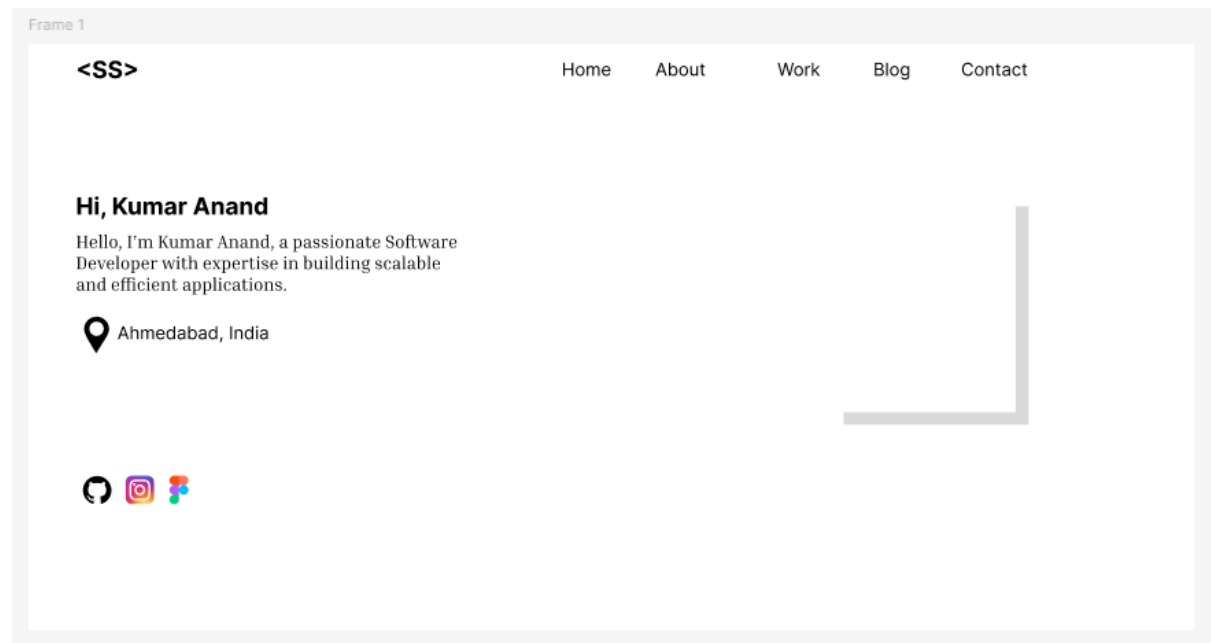 Frame 1
<SS> Home About Work Blog Contact
Hi, Kumar Anand
Hello, I'm Kumar Anand, a passionate Software
Developer with expertise in building scalable
and efficient applications.
Ahmedabad, India